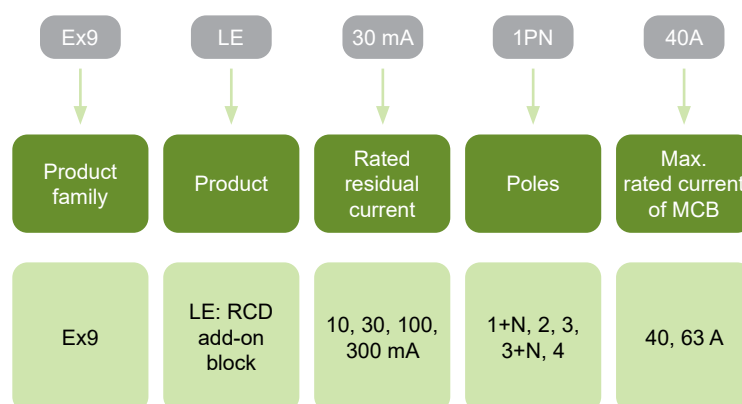 Ex9
LE
30 mA
1PN
40A
Product
family
Product
Rated
residual
current
Poles
Max.
rated current
of MCB
Ex9
LE: RCD
add-on
block
10, 30, 100,
300 mA
1+N, 2, 3,
3+N, 4
40, 63 A